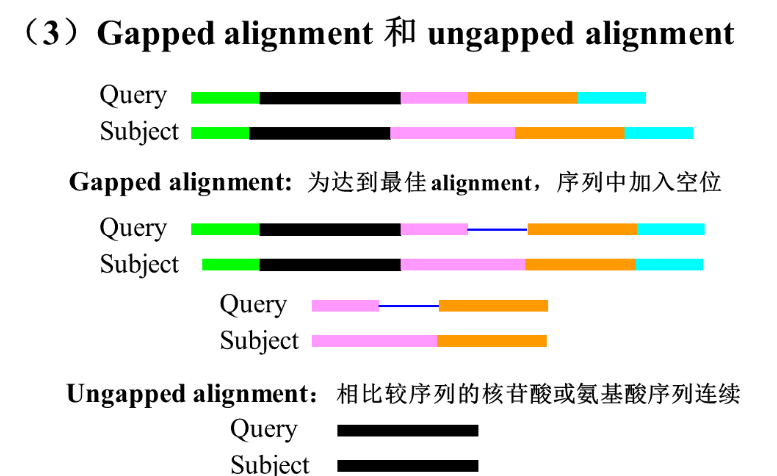 （3）Gapped alignment 和 ungapped alignment
Query
Subject
Gapped alignment: 为达到最佳 alignment，序列中加入空位
Query
Subject
Query
Subject
Ungapped alignment：相比较序列的核苷酸或氨基酸序列连续
Query
Subject